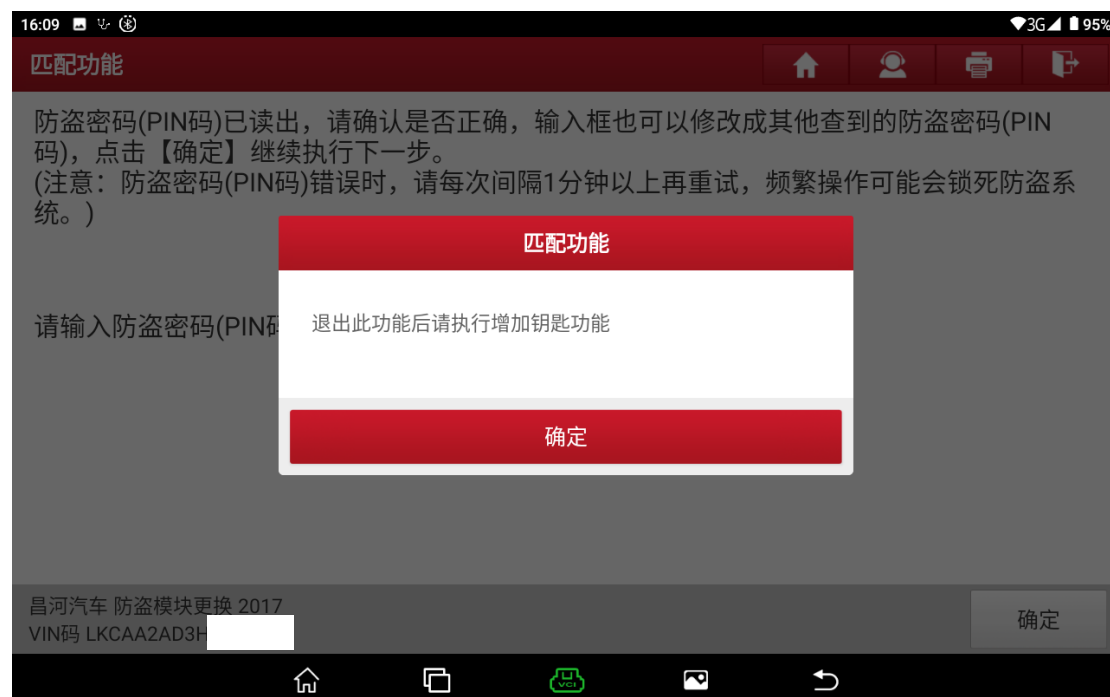 16:09
3G 95%
匹配功能
防盗密码(PIN码)已读出，请确认是否正确，输入框也可以修改成其他查到的防盗密码(PIN
码)，点击【确定】继续执行下一步。
(注意：防盗密码(PIN码)错误时，请每次间隔1分钟以上再重试，频繁操作可能会锁死防盗系
统。)
匹配功能
请输入防盗密码(PIN码
退出此功能后请执行增加钥匙功能
确定
昌河汽车 防盗模块更换 2017
VIN码 LKCAA2AD3H
确定
VCI